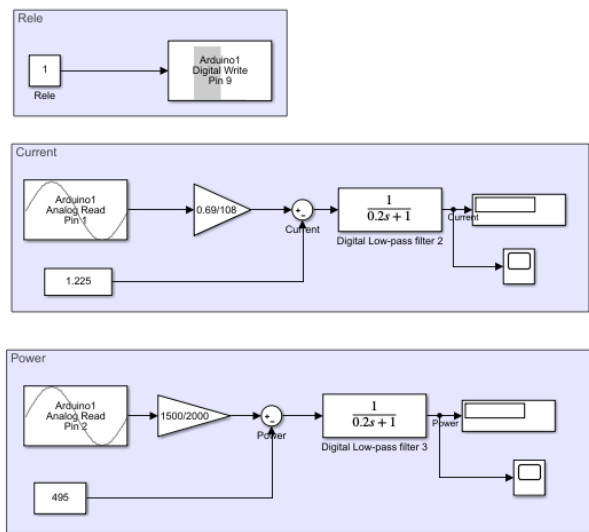 Rele
1
Rele
Arduino1
Digital Write
Pin 9
Current
Arduino1
Analog Read
Pin 1
0.69/108
+
-
Current
1
0.2s + 1
Digital Low-pass filter 2
Current
1.225
Power
Arduino1
Analog Read
Pin 2
1500/2000
+
-
Power
1
0.2s + 1
Digital Low-pass filter 3
Power
495